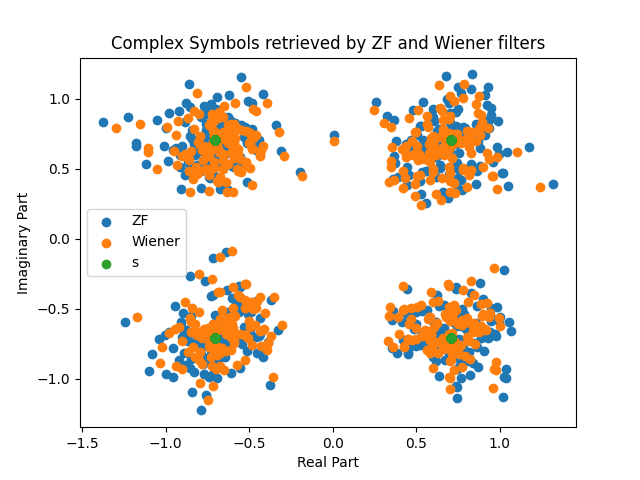 Complex Symbols retrieved by ZF and Wiener filters
Imaginary Part
1.0
0.5
0.0
−0.5
−1.0
ZF
Wiener
s
−1.5 −1.0 −0.5 0.0 0.5 1.0
Real Part